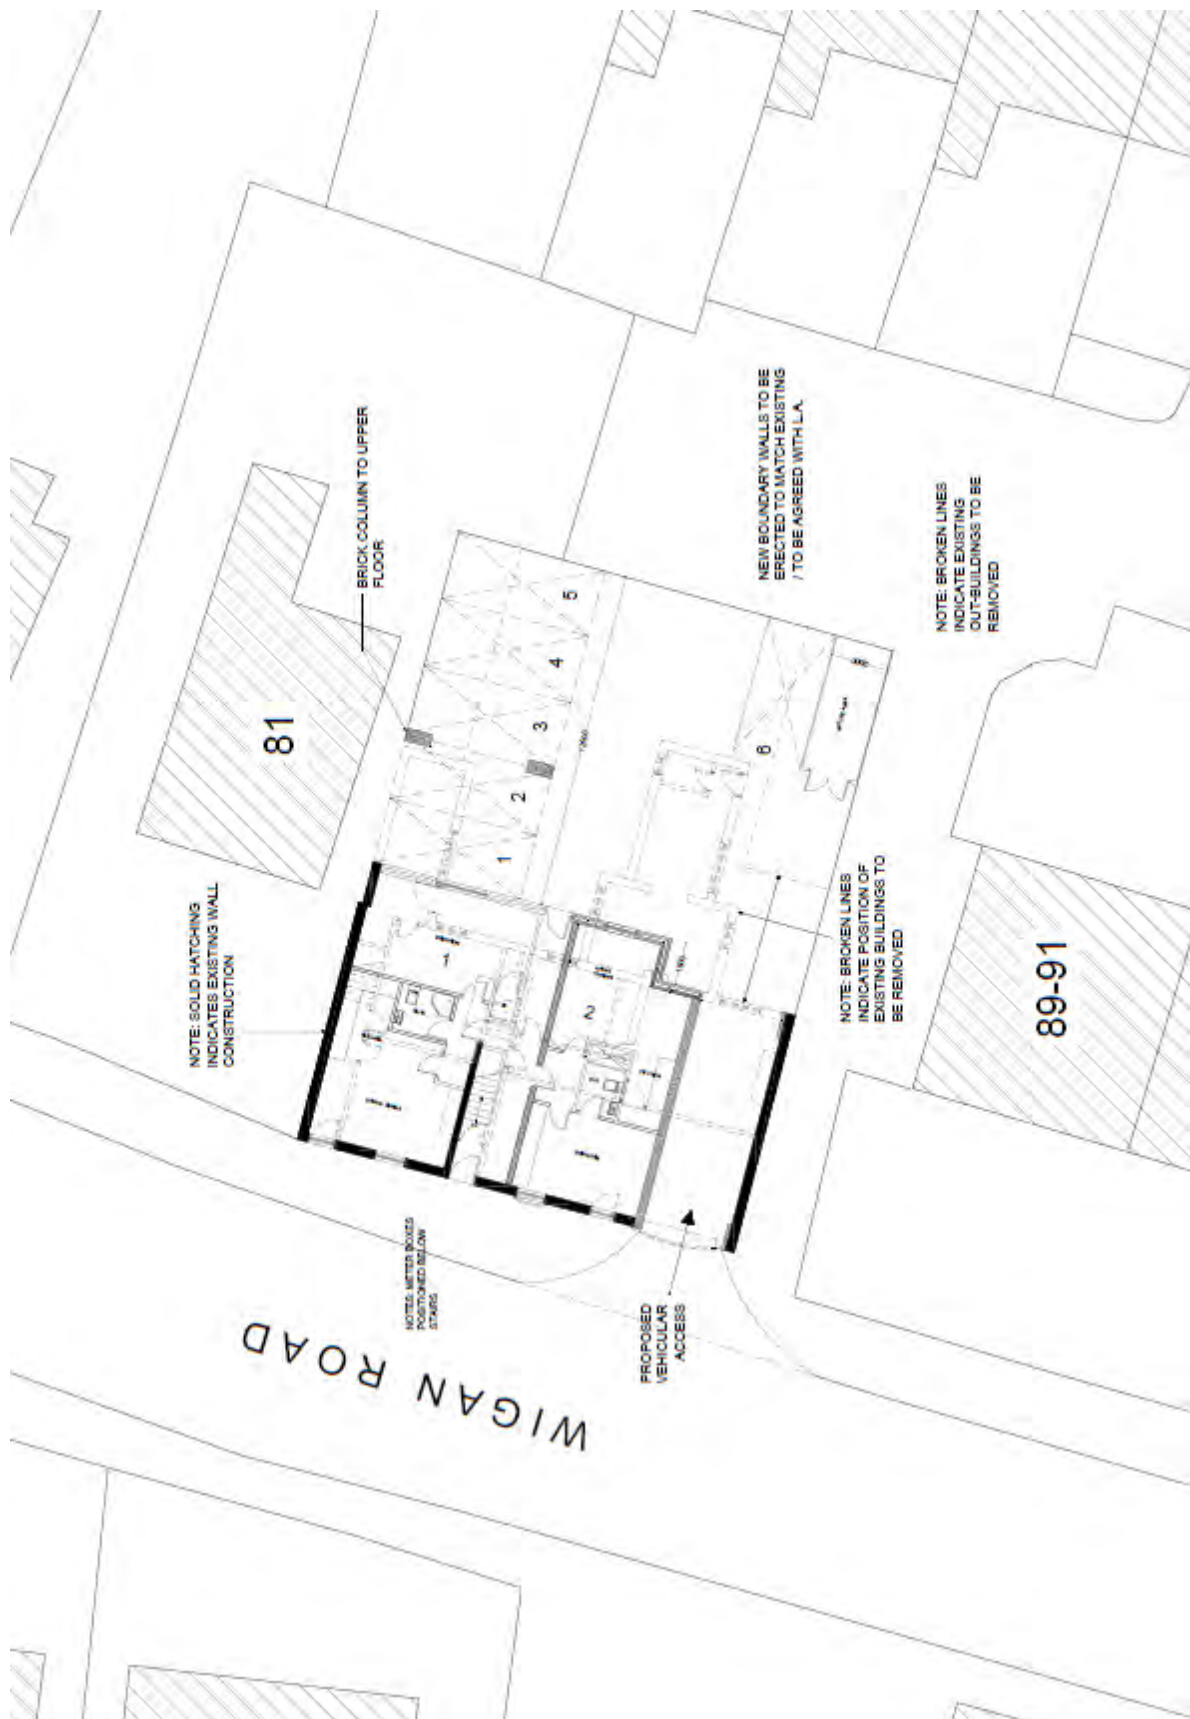 BRICK COLUMN TO UPPER
FLOOR
81
NEW BOUNDARY WALLS TO BE
ERECTED TO MATCH EXISTING
/ TO BE AGREED WITH L.A.
NOTE: BROKEN LINES
INDICATE EXISTING
OUT-BUILDINGS TO BE
REMOVED
5
4
3
2
1
6
NOTE: SOLID HATCHING
INDICATES EXISTING WALL
CONSTRUCTION
1
2
NOTE: BROKEN LINES
INDICATE POSITION OF
EXISTING BUILDINGS TO
BE REMOVED
89-91
NOTES: METER BOXES
POSITIONED BELOW
STAIRS
PROPOSED
VEHICULAR
ACCESS
WIGAN ROAD